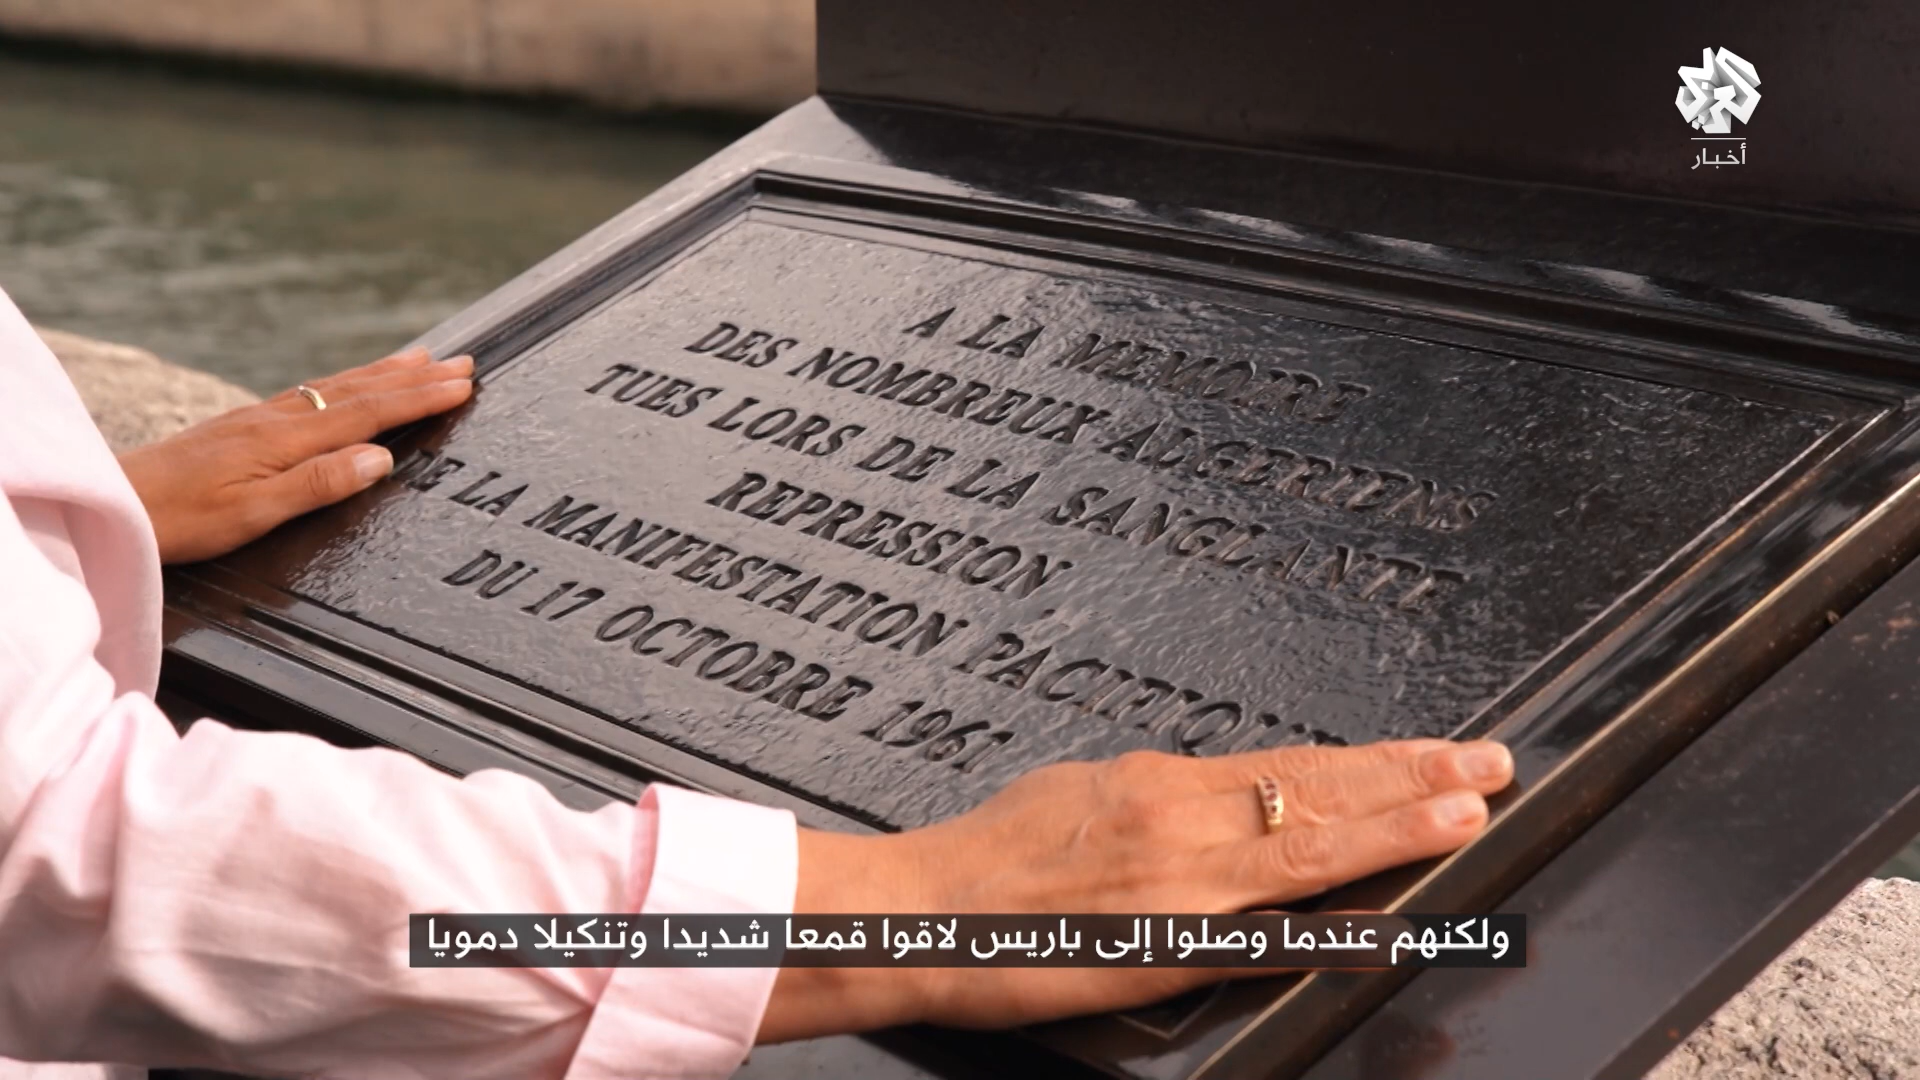 العربي
أخبار
A LA MEMOIRE
DES NOMBREUX ALGERIENS
TUES LORS DE LA SANGLANTE
REPRESSION
DE LA MANIFESTATION PACIFIQUE
DU 17 OCTOBRE 1961
ولكنهم عندما وصلوا إلى باريس لاقوا قمعا شديدا وتنكيلا دمويا